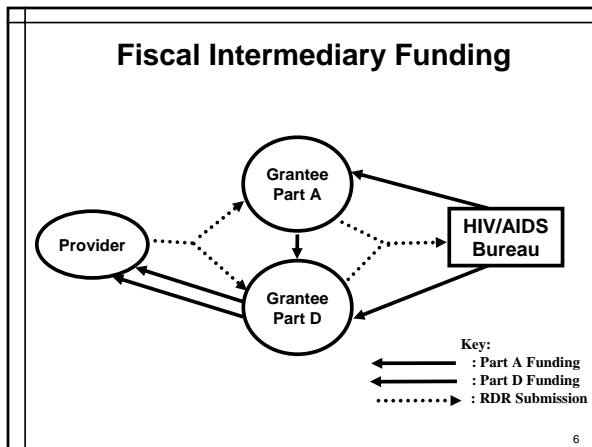 Fiscal Intermediary Funding
Grantee
Part A
Provider
HIV/AIDS
Bureau
Grantee
Part D
Key:
: Part A Funding
: Part D Funding
: RDR Submission
6